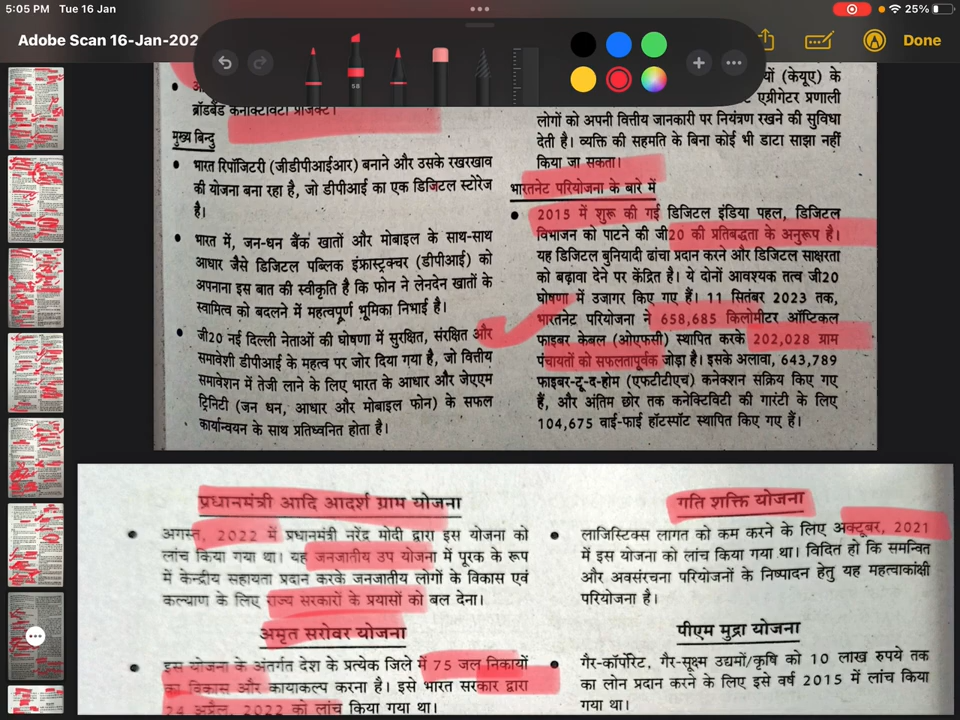 5:05 PM Tue 16 Jan
25%
Adobe Scan 16-Jan-202
58
Done
ब्रॉडबैंड कनेक्टिविटी प्रोजेक्ट।
मुख्य बिन्दु
भारत रिपॉजिटरी (जीडीपीआईआर) बनाने और उसके रखरखाव
की योजना बना रहा है, जो डीपीआई का एक डिजिटल स्टोरेज
है।
भारत में, जन-धन बैंक खातों और मोबाइल के साथ-साथ
आधार जैसे डिजिटल पब्लिक इंफ्रास्ट्रक्चर (डीपीआई) को
अपनाना इस बात की स्वीकृति है कि फोन ने लेनदेन खातों के
स्वामित्व को बदलने में महत्वपूर्ण भूमिका निभाई है।
जी20 नई दिल्ली नेताओं की घोषणा में सुरक्षित, संरक्षित और
समावेशी डीपीआई के महत्व पर जोर दिया गया है, जो वित्तीय
समावेशन में तेजी लाने के लिए भारत के आधार और जेएएम
ट्रिनिटी (जन धन, आधार और मोबाइल फोन) के सफल
कार्यान्वयन के साथ प्रतिध्वनित होता है।
यों (केयूए) के
एग्रीगेटर प्रणाली
लोगों को अपनी वित्तीय जानकारी पर नियंत्रण रखने की सुविधा
देती है। व्यक्ति की सहमति के बिना कोई भी डाटा साझा नहीं
किया जा सकता।
भारतनेट परियोजना के बारे में
2015 में शुरू की गई डिजिटल इंडिया पहल, डिजिटल
विभाजन को पाटने की जी20 की प्रतिबद्धता के अनुरूप है।
यह डिजिटल बुनियादी ढांचा प्रदान करने और डिजिटल साक्षरता
को बढ़ावा देने पर केंद्रित है। ये दोनों आवश्यक तत्व जी20
घोषणा में उजागर किए गए हैं। 11 सितंबर 2023 तक,
भारतनेट परियोजना ने 658,685 किलोमीटर ऑप्टिकल
फाइबर केबल (ओएफसी) स्थापित करके 202,028 ग्राम
पंचायतों को सफलतापूर्वक जोड़ा है। इसके अलावा, 643,789
फाइबर-दू-द-होम (एफटीटीएच) कनेक्शन सक्रिय किए गए
हैं, और अंतिम छोर तक कनेक्टिविटी की गारंटी के लिए
104,675 वाई-फाई हॉटस्पॉट स्थापित किए गए हैं।
प्रधानमंत्री आदि आदर्श ग्राम योजना
अगस्त, 2022 में प्रधानमंत्री नरेंद्र मोदी द्वारा इस योजना को
लांच किया गया था। यह जनजातीय उप योजना में पूरक के रूप
में केन्द्रीय सहायता प्रदान करके जनजातीय लोगों के विकास एवं
कल्याण के लिए राज्य सरकारों के प्रयासों को बल देना।
अमृत सरोवर योजना
इस योजना के अंतर्गत देश के प्रत्येक जिले में 75 जल निकायों
का विकास और कायाकल्प करना है। इसे भारत सरकार द्वारा
24 अप्रैल, 2022 को लांच किया गया था।
गति शक्ति योजना
लाजिस्टिक्स लागत को कम करने के लिए अक्टूबर, 2021
में इस योजना को लांच किया गया था। विदित हो कि समन्वित
और अवसंरचना परियोजनों के निष्पादन हेतु यह महत्वाकांक्षी
परियोजना है।
पीएम मुद्रा योजना
गैर-कॉर्पोरेट, गैर-सूक्ष्म उद्यमों/कृषि को 10 लाख रुपये तक
का लोन प्रदान करने के लिए इसे वर्ष 2015 में लांच किया
गया था।